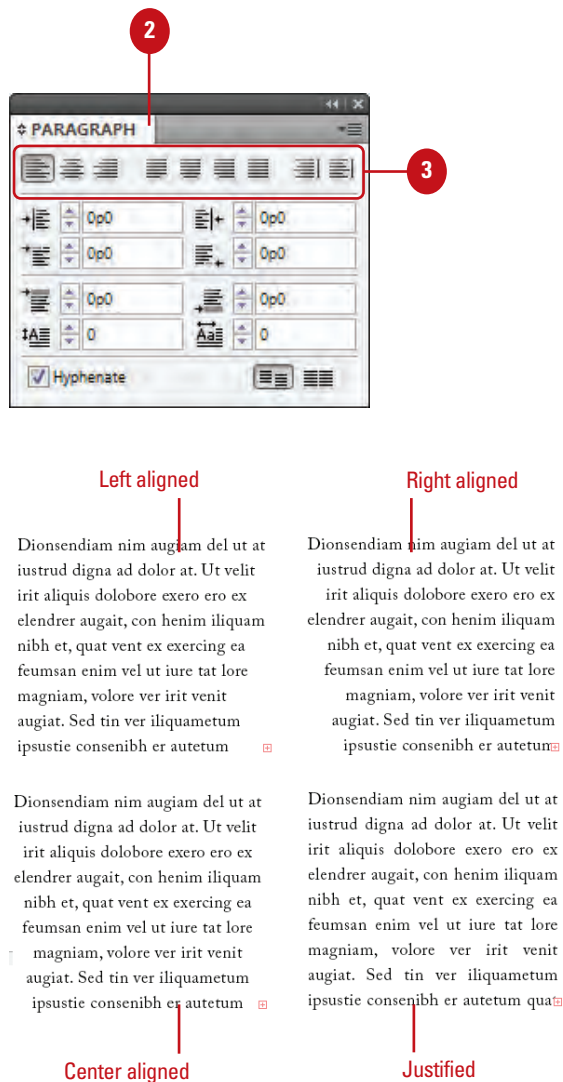 2
PARAGRAPH
3
0p0 0p0
0p0 0p0
0p0 0p0
0 0
Hyphenate
Left aligned
Dionsendiam nim augiam del ut at
iustrud digna ad dolor at. Ut velit
irit aliquis dolobore exero ero ex
elendrer augait, con henim iliquam
nibh et, quat vent ex exercing ea
feumsan enim vel ut iure tat lore
magniam, volore ver irit venit
augiat. Sed tin ver iliquametum
ipsustie consenibh er autetum
Right aligned
Dionsendiam nim augiam del ut at
iustrud digna ad dolor at. Ut velit
irit aliquis dolobore exero ero ex
elendrer augait, con henim iliquam
nibh et, quat vent ex exercing ea
feumsan enim vel ut iure tat lore
magniam, volore ver irit venit
augiat. Sed tin ver iliquametum
ipsustie consenibh er autetum
Dionsendiam nim augiam del ut at
iustrud digna ad dolor at. Ut velit
irit aliquis dolobore exero ero ex
elendrer augait, con henim iliquam
nibh et, quat vent ex exercing ea
feumsan enim vel ut iure tat lore
magniam, volore ver irit venit
augiat. Sed tin ver iliquametum
ipsustie consenibh er autetum
Center aligned
Dionsendiam nim augiam del ut at
iustrud digna ad dolor at. Ut velit
irit aliquis dolobore exero ero ex
elendrer augait, con henim iliquam
nibh et, quat vent ex exercing ea
feumsan enim vel ut iure tat lore
magniam, volore ver irit venit
augiat. Sed tin ver iliquametum
ipsustie consenibh er autetum quat
Justified